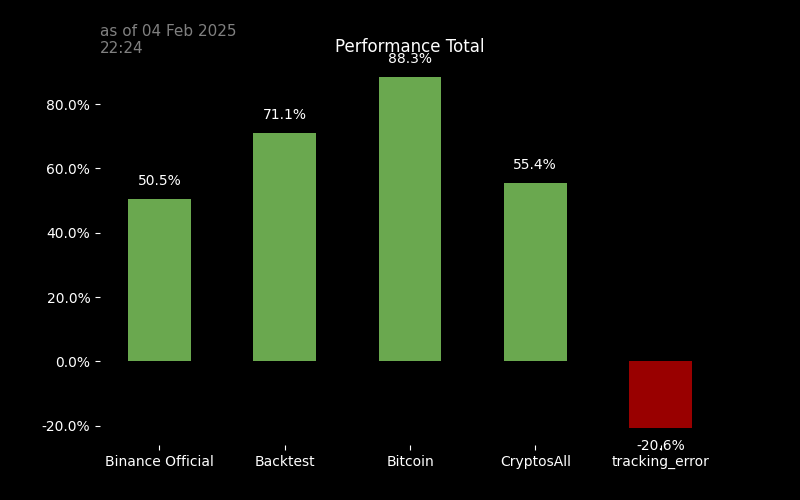 as of 04 Feb 2025
22:24
Performance Total
88.3%
80.0%
71.1%
60.0%
55.4%
50.5%
40.0%
20.0%
0.0%
-20.0%
-20.6%
Binance Official
Backtest
Bitcoin
CryptosAll
tracking_error